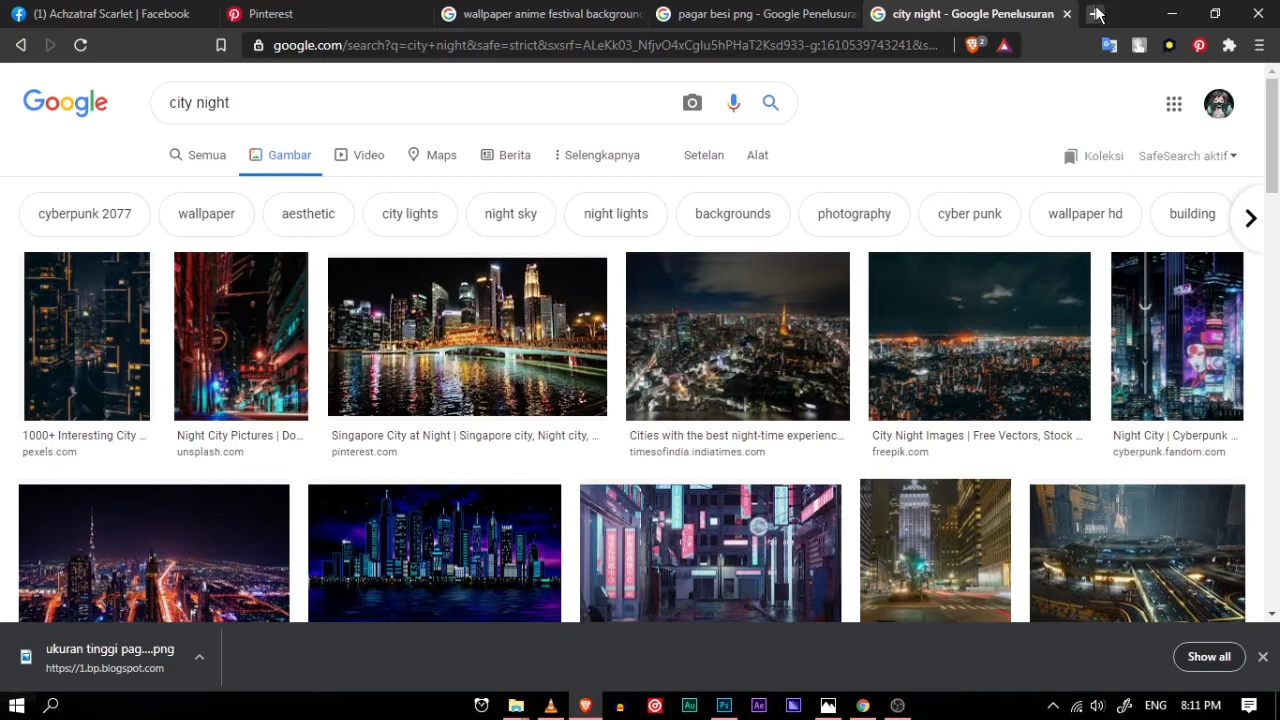 (1) Achzatraf Scarlet | Facebook
Pinterest
wallpaper anime festival backgroun
pagar besi png - Google Penelusura
city night - Google Penelusuran
google.com/search?q=city+night&safe=strict&sxsrf=ALeKk03_NfjvO4xCgIu5hPHaT2Ksd933-g:1610539743241&s...
2
Google
city night
Semua
Gambar
Video
Maps
Berita
Selengkapnya
Setelan
Alat
Koleksi
SafeSearch aktif
cyberpunk 2077
wallpaper
aesthetic
city lights
night sky
night lights
backgrounds
photography
cyber punk
wallpaper hd
building
1000+ Interesting City ...
pexels.com
Night City Pictures | Do...
unsplash.com
Singapore City at Night | Singapore city, Night city, ...
pinterest.com
Cities with the best night-time experienc...
timesofindia.indiatimes.com
City Night Images | Free Vectors, Stock ...
freepik.com
Night City | Cyberpunk ...
cyberpunk.fandom.com
ukuran tinggi pag....png
https://1.bp.blogspot.com
Show all
Au
Ps
Ae
ENG
8:11 PM